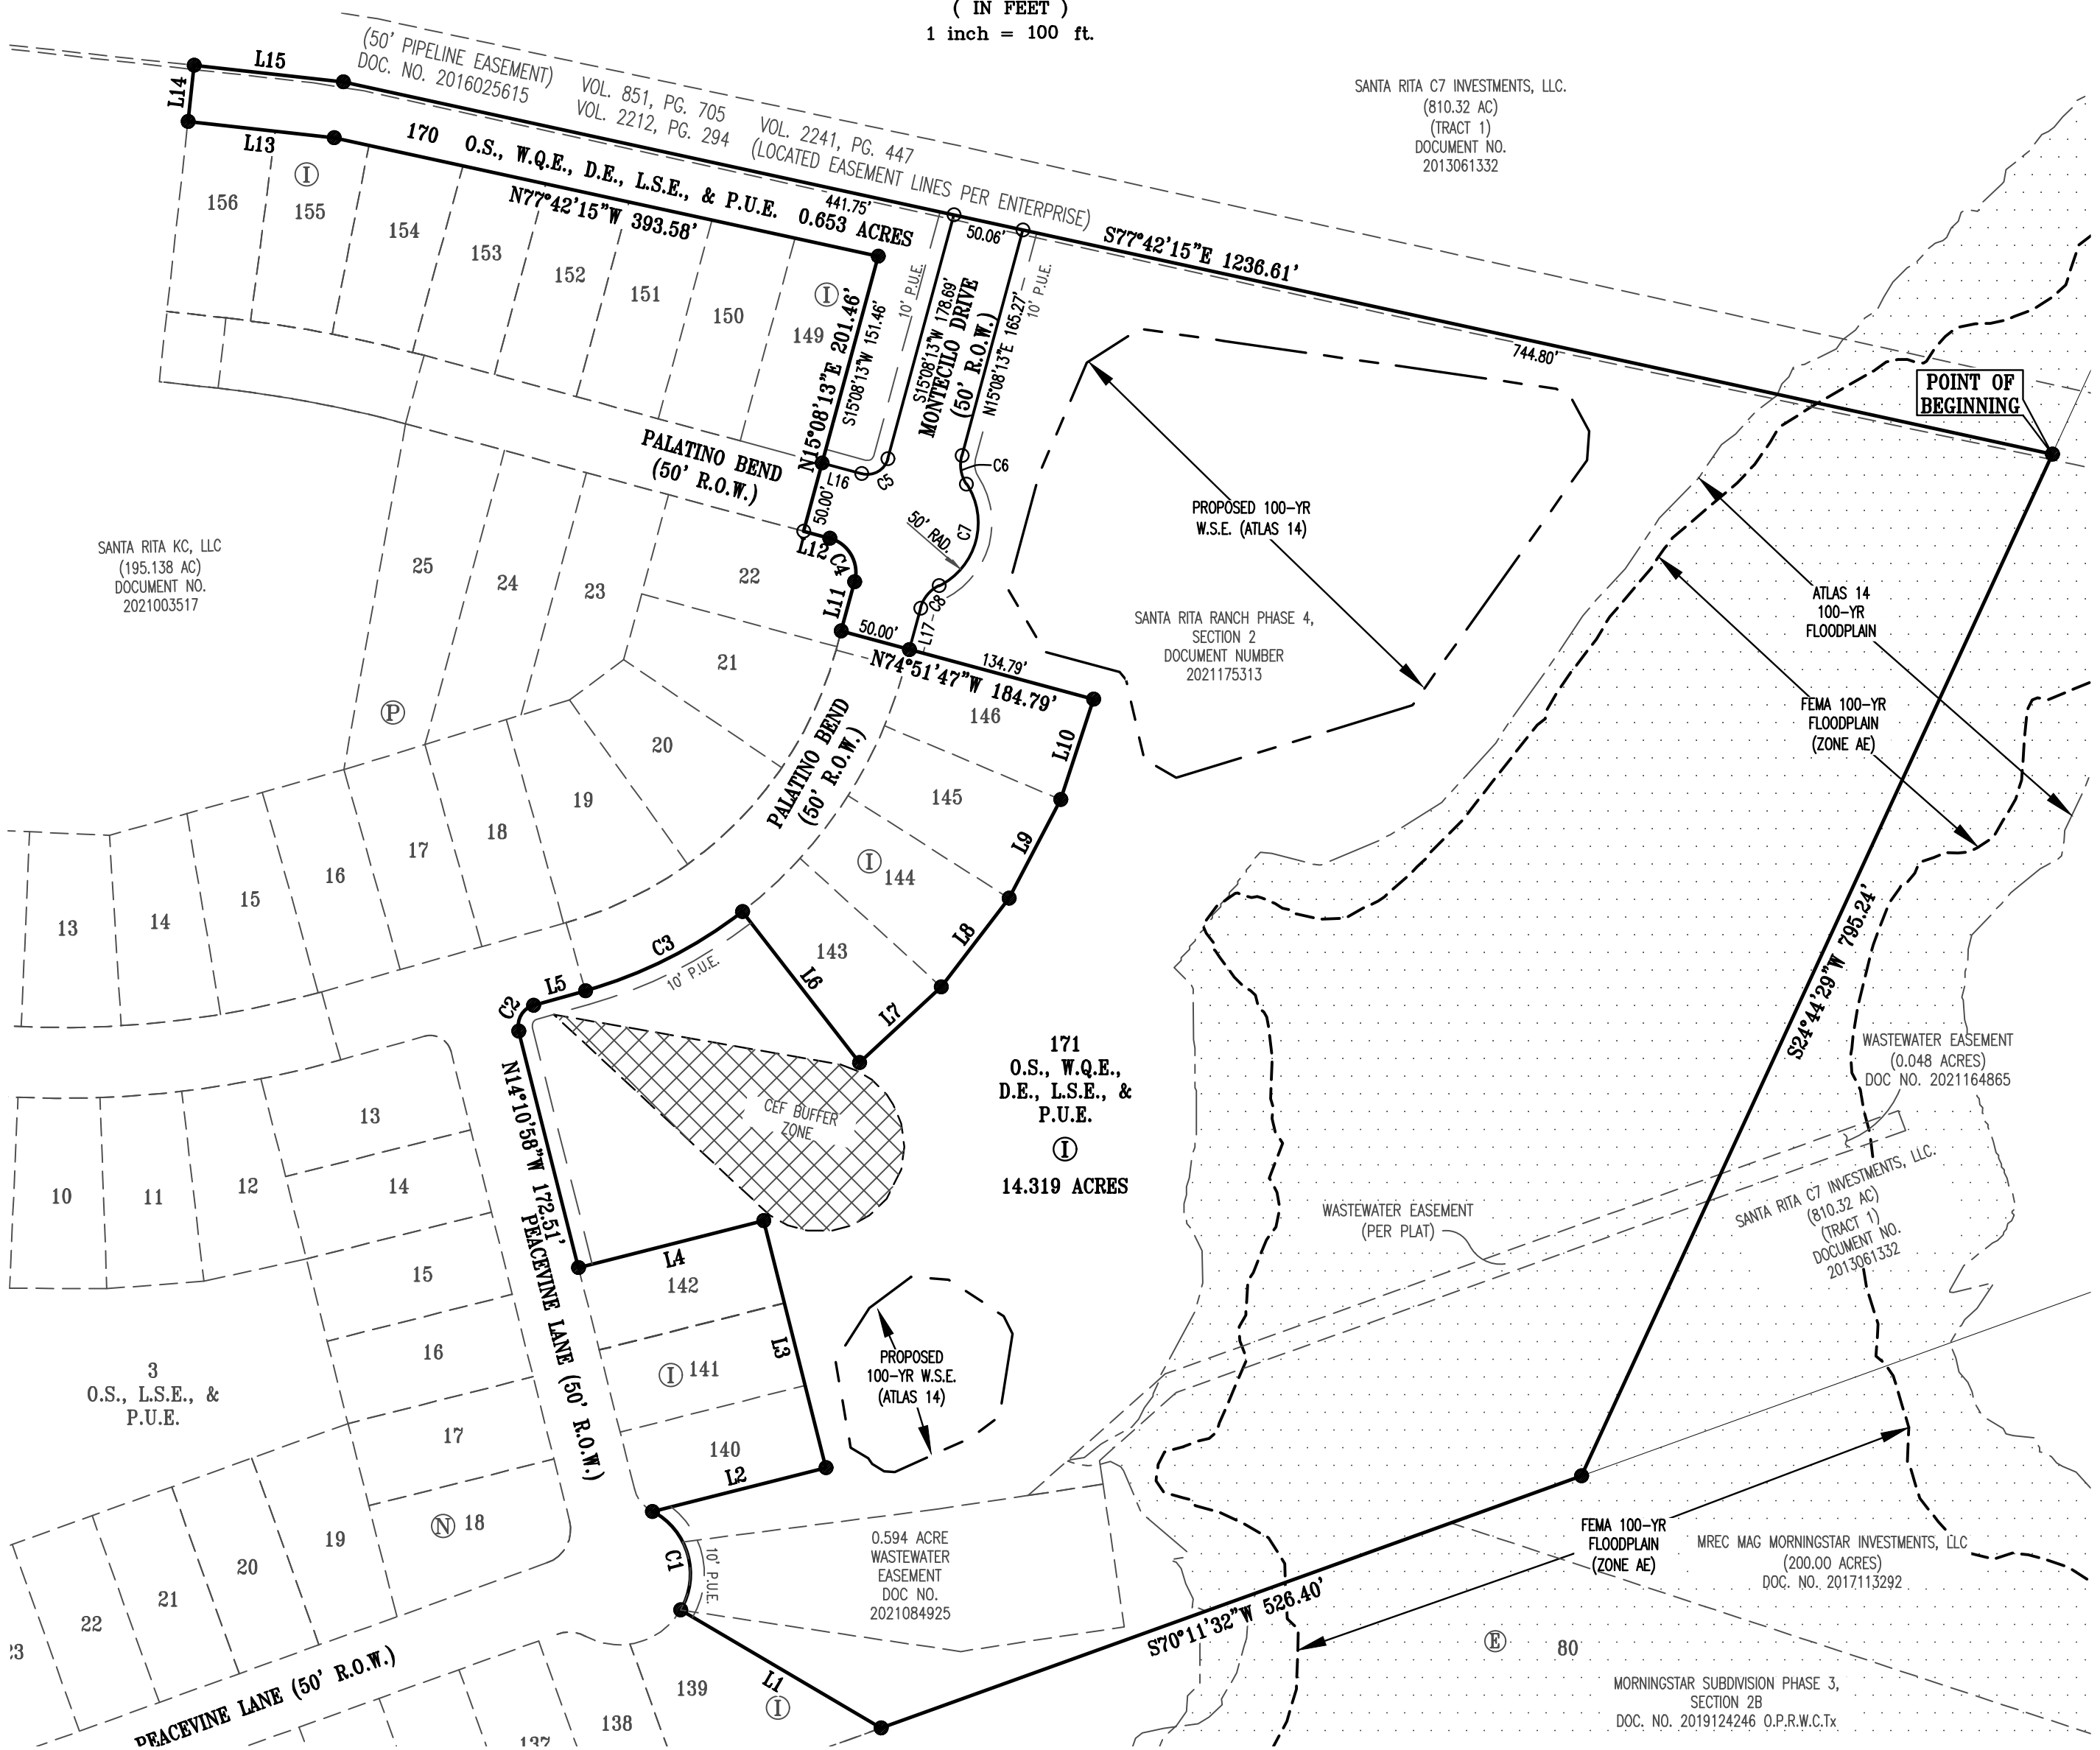 ( IN FEET )
1 inch = 100 ft.
L15
L14
L13
(50' PIPELINE EASEMENT)
DOC. NO. 2016025615
VOL. 851, PG. 705
VOL. 2212, PG. 294
VOL. 2241, PG. 447
(LOCATED EASEMENT LINES PER ENTERPRISE)
SANTA RITA C7 INVESTMENTS, LLC.
(810.32 AC)
(TRACT 1)
DOCUMENT NO.
2013061332
170 O.S., W.Q.E., D.E., L.S.E., & P.U.E. 0.653 ACRES
N77°42'15"W 393.58'
441.75'
50.06'
S77°42'15"E 1236.61'
744.80'
POINT OF
BEGINNING
156
I
155
154
153
152
151
150
I
149
N15°08'13"E 201.46'
S15°08'13"W 151.46'
10' P.U.E.
S15°08'13"W 178.69'
MONTECILO DRIVE
(50' R.O.W.)
N15°08'13"E 165.27'
10' P.U.E.
PALATINO BEND
(50' R.O.W.)
L16
C5
C6
50.00'
L12
C4
C7
50' RAD.
C8
L11
L17
50.00'
134.79'
N74°51'47"W 184.79'
PROPOSED 100-YR
W.S.E. (ATLAS 14)
SANTA RITA RANCH PHASE 4,
SECTION 2
DOCUMENT NUMBER
2021175313
ATLAS 14
100-YR
FLOODPLAIN
FEMA 100-YR
FLOODPLAIN
(ZONE AE)
SANTA RITA KC, LLC
(195.138 AC)
DOCUMENT NO.
2021003517
25
24
23
22
21
20
19
18
17
16
15
14
13
P
PALATINO BEND
(50' R.O.W.)
146
L10
145
L9
I
144
L8
143
L7
L6
C3
L5
C2
10' P.U.E.
S24°44'29"W 795.24'
171
O.S., W.Q.E.,
D.E., L.S.E., &
P.U.E.
I
14.319 ACRES
CEF BUFFER
ZONE
N14°10'58"W 172.51'
PEACEVINE LANE (50' R.O.W.)
WASTEWATER EASEMENT
(0.048 ACRES)
DOC NO. 2021164865
SANTA RITA C7 INVESTMENTS, LLC.
(810.32 AC)
(TRACT 1)
DOCUMENT NO.
2013061332
WASTEWATER EASEMENT
(PER PLAT)
13
14
12
11
10
15
16
17
N 18
L4
142
L3
I 141
140
L2
PROPOSED
100-YR W.S.E.
(ATLAS 14)
3
O.S., L.S.E., &
P.U.E.
19
20
21
22
23
C1
10' P.U.E.
0.594 ACRE
WASTEWATER
EASEMENT
DOC NO.
2021084925
FEMA 100-YR
FLOODPLAIN
(ZONE AE)
MREC MAG MORNINGSTAR INVESTMENTS, LLC
(200.00 ACRES)
DOC. NO. 2017113292
S70°11'32"W 526.40'
E
80
MORNINGSTAR SUBDIVISION PHASE 3,
SECTION 2B
DOC. NO. 2019124246 O.P.R.W.C.Tx
PEACEVINE LANE (50' R.O.W.)
L1
139
I
138
137